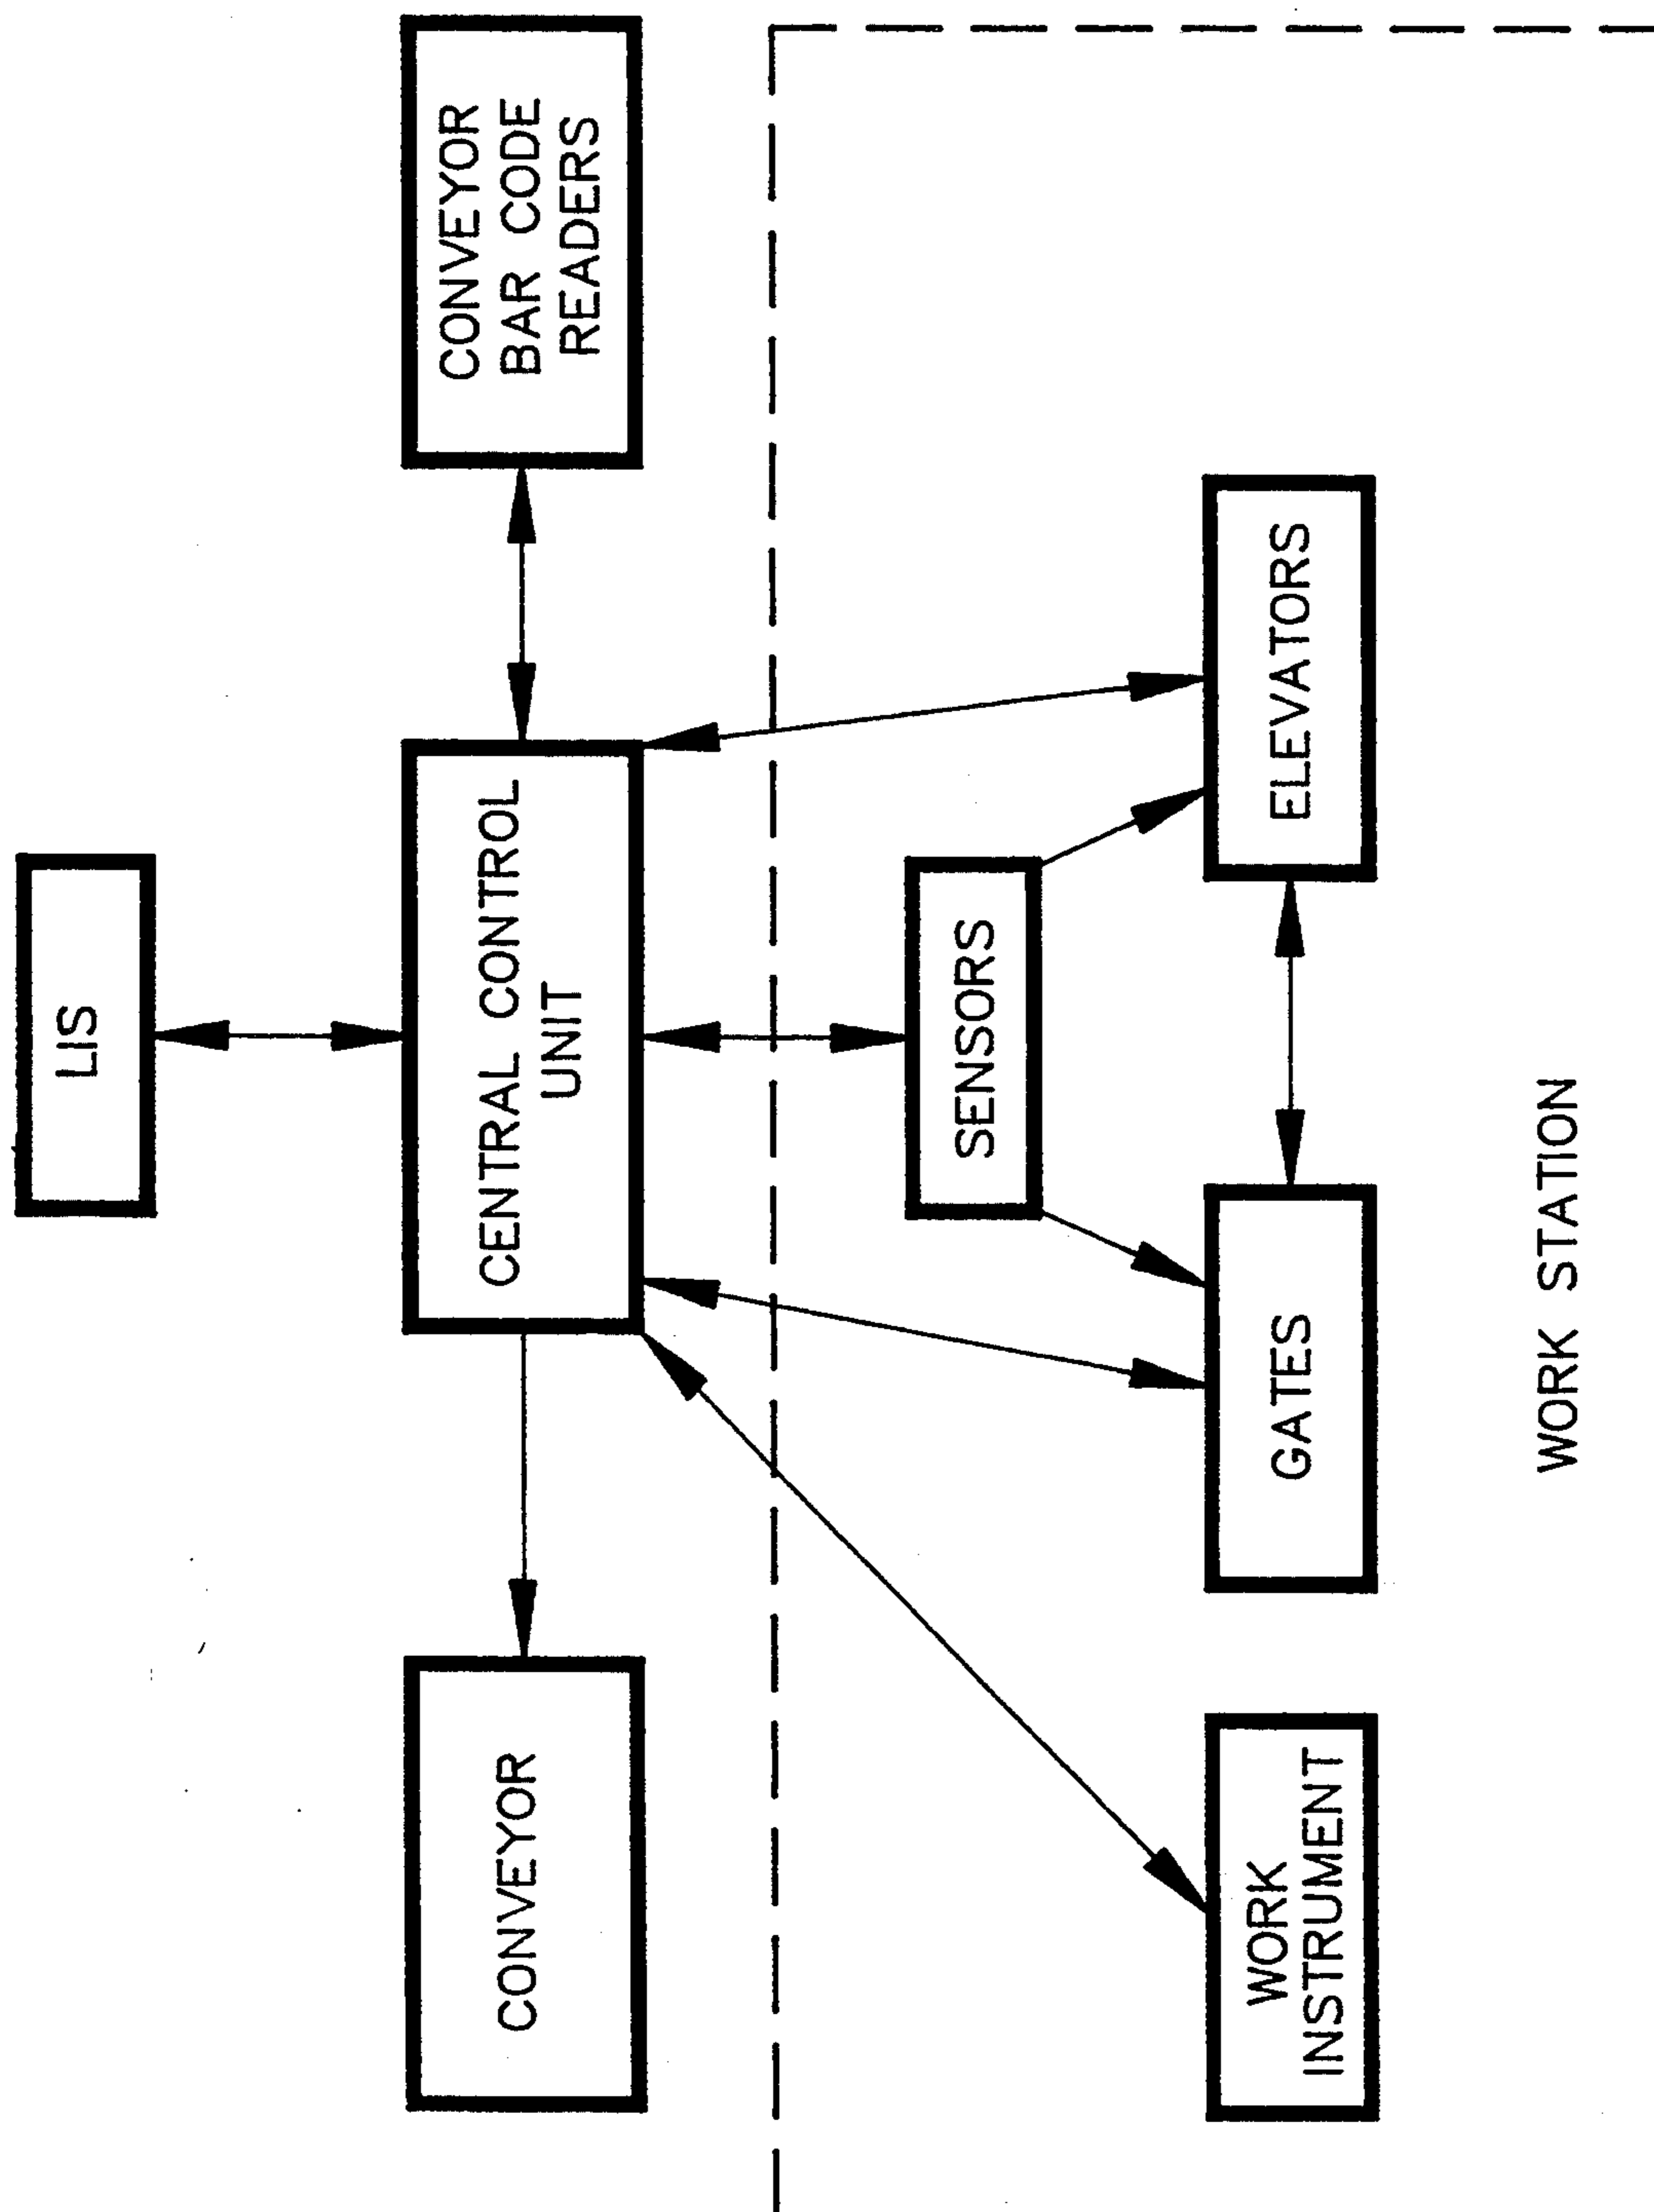 LIS
CONVEYOR
CENTRAL CONTROL
UNIT
CONVEYOR
BAR CODE
READERS
SENSORS
WORK
INSTRUMENT
GATES
ELEVATORS
WORK STATION